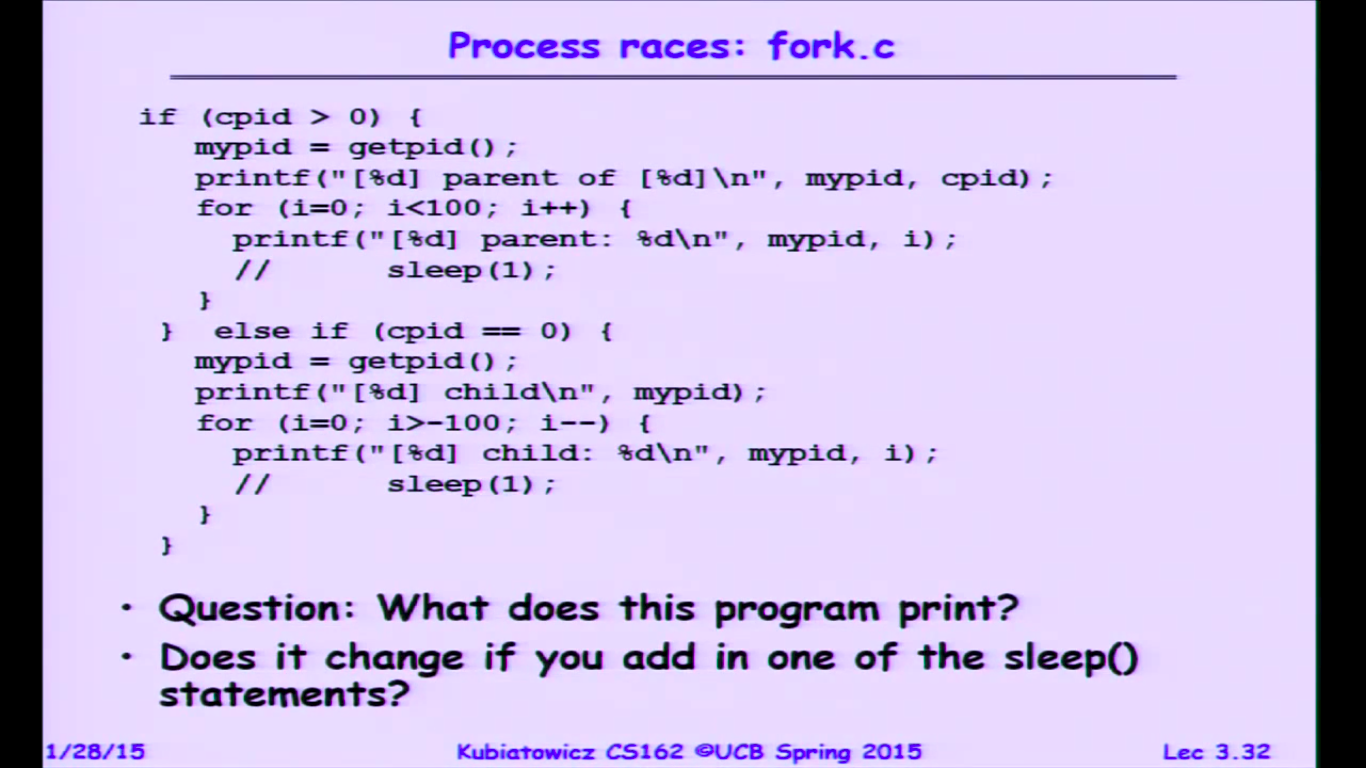 Process races: fork.c
if (cpid > 0) {
mypid = getpid();
printf("[%d] parent of [%d]\n", mypid, cpid);
for (i=0; i<100; i++) {
printf("[%d] parent: %d\n", mypid, i);
// sleep(1);
}
} else if (cpid == 0) {
mypid = getpid();
printf("[%d] child\n", mypid);
for (i=0; i>-100; i--) {
printf("[%d] child: %d\n", mypid, i);
// sleep(1);
}
}
• Question: What does this program print?
• Does it change if you add in one of the sleep()
statements?
1/28/15 Kubiatowicz CS162 ©UCB Spring 2015 Lec 3.32